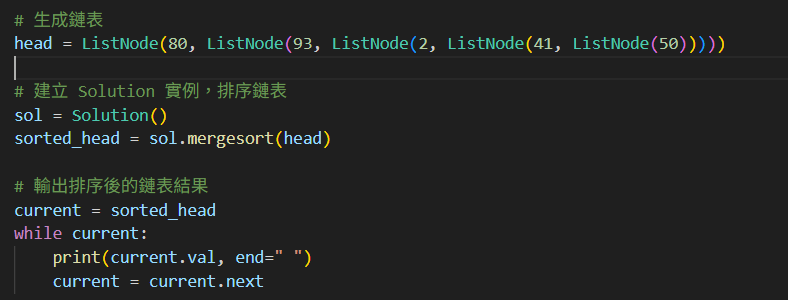 # 生成鏈表
head = ListNode(80, ListNode(93, ListNode(2, ListNode(41, ListNode(50)))))
# 建立 Solution 實例，排序鏈表
sol = Solution()
sorted_head = sol.mergesort(head)
# 輸出排序後的鏈表結果
current = sorted_head
while current:
    print(current.val, end=" ")
    current = current.next